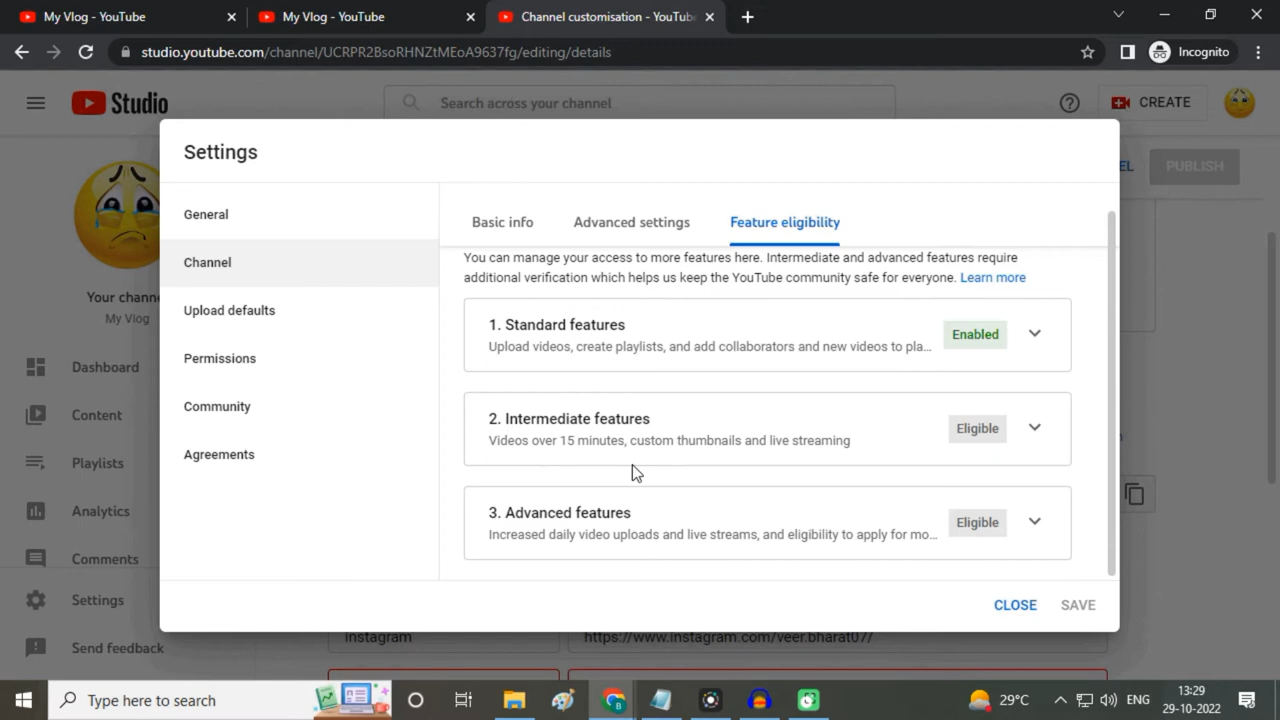 My Vlog - YouTube
My Vlog - YouTube
Channel customisation - YouTube
studio.youtube.com/channel/UCRPR2BsoRHNZtMEoA9637fg/editing/details
Incognito
Studio
Search across your channel
CREATE
EL
PUBLISH
Your chann
My Vlog
Dashboard
Content
Playlists
Analytics
Comments
Settings
Send feedback
Settings
General
Channel
Upload defaults
Permissions
Community
Agreements
Basic info
Advanced settings
Feature eligibility
You can manage your access to more features here. Intermediate and advanced features require
additional verification which helps us keep the YouTube community safe for everyone. Learn more
1. Standard features
Enabled
Upload videos, create playlists, and add collaborators and new videos to pla...
2. Intermediate features
Eligible
Videos over 15 minutes, custom thumbnails and live streaming
3. Advanced features
Eligible
Increased daily video uploads and live streams, and eligibility to apply for mo...
CLOSE
SAVE
Instagram
https://www.instagram.com/veer.bharat07/
Type here to search
29°C
ENG
13:29
29-10-2022